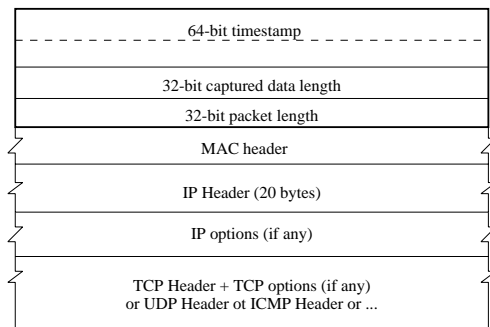 64-bit timestamp
32-bit captured data length
32-bit packet length
MAC header
IP Header (20 bytes)
IP options (if any)
TCP Header + TCP options (if any)
or UDP Header ot ICMP Header or ...